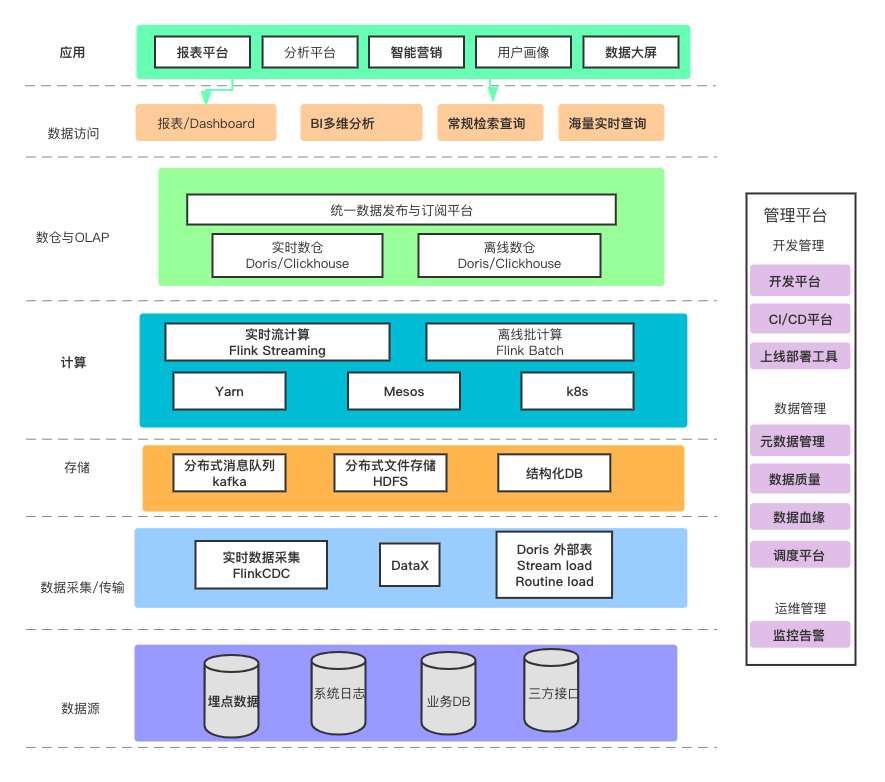 应用
报表平台
分析平台
智能营销
用户画像
数据大屏
数据访问
报表/Dashboard
BI多维分析
常规检索查询
海量实时查询
数仓与OLAP
统一数据发布与订阅平台
实时数仓
Doris/Clickhouse
离线数仓
Doris/Clickhouse
计算
实时流计算
Flink Streaming
离线批计算
Flink Batch
Yarn
Mesos
k8s
存储
分布式消息队列
kafka
分布式文件存储
HDFS
结构化DB
数据采集/传输
实时数据采集
FlinkCDC
DataX
Doris 外部表
Stream load
Routine load
数据源
埋点数据
系统日志
业务DB
三方接口
管理平台
开发管理
开发平台
CI/CD平台
上线部署工具
数据管理
元数据管理
数据质量
数据血缘
调度平台
运维管理
监控告警